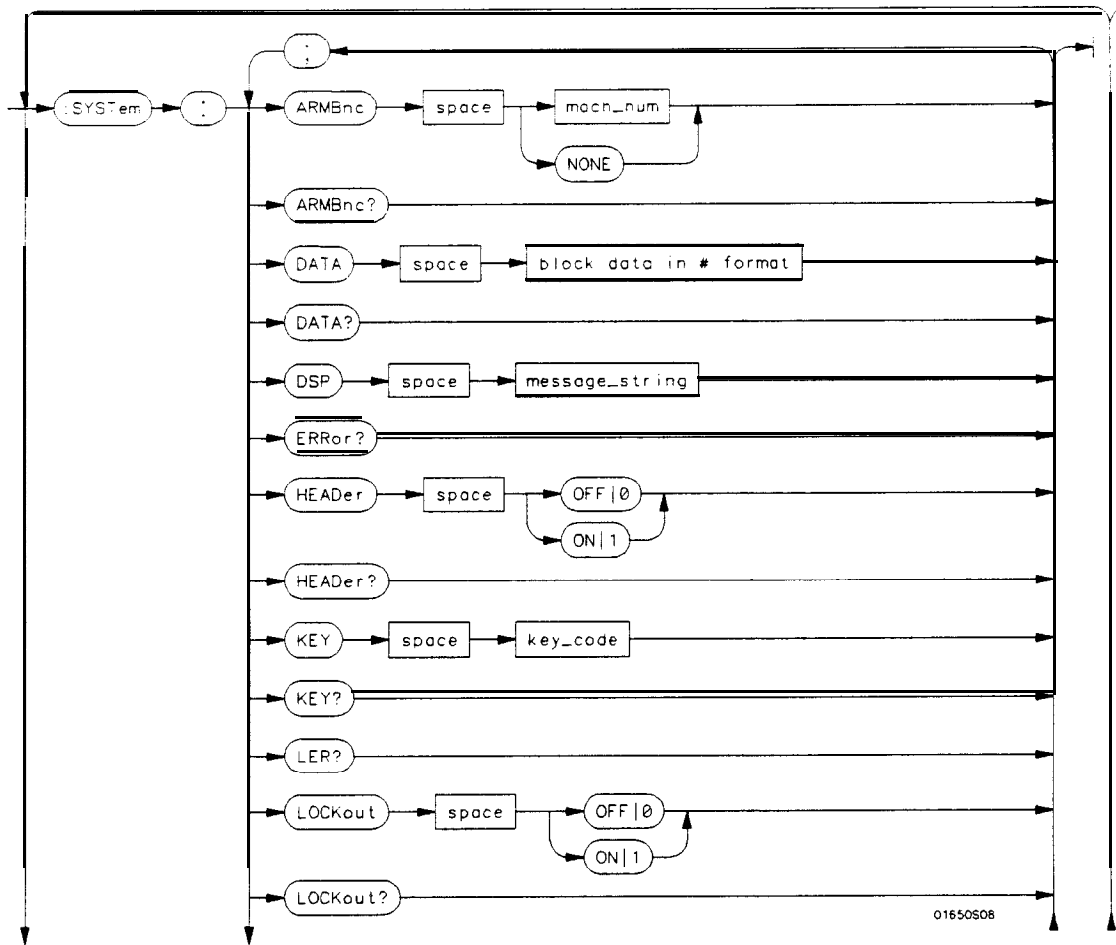 ;
:SYSTem : ARMBnc space mach_num
NONE
ARMBnc?
DATA space block data in # format
DATA?
DSP space message_string
ERRor?
HEADer space OFF|0
ON|1
HEADer?
KEY space key_code
KEY?
LER?
LOCKout space OFF|0
ON|1
LOCKout?
01650S08